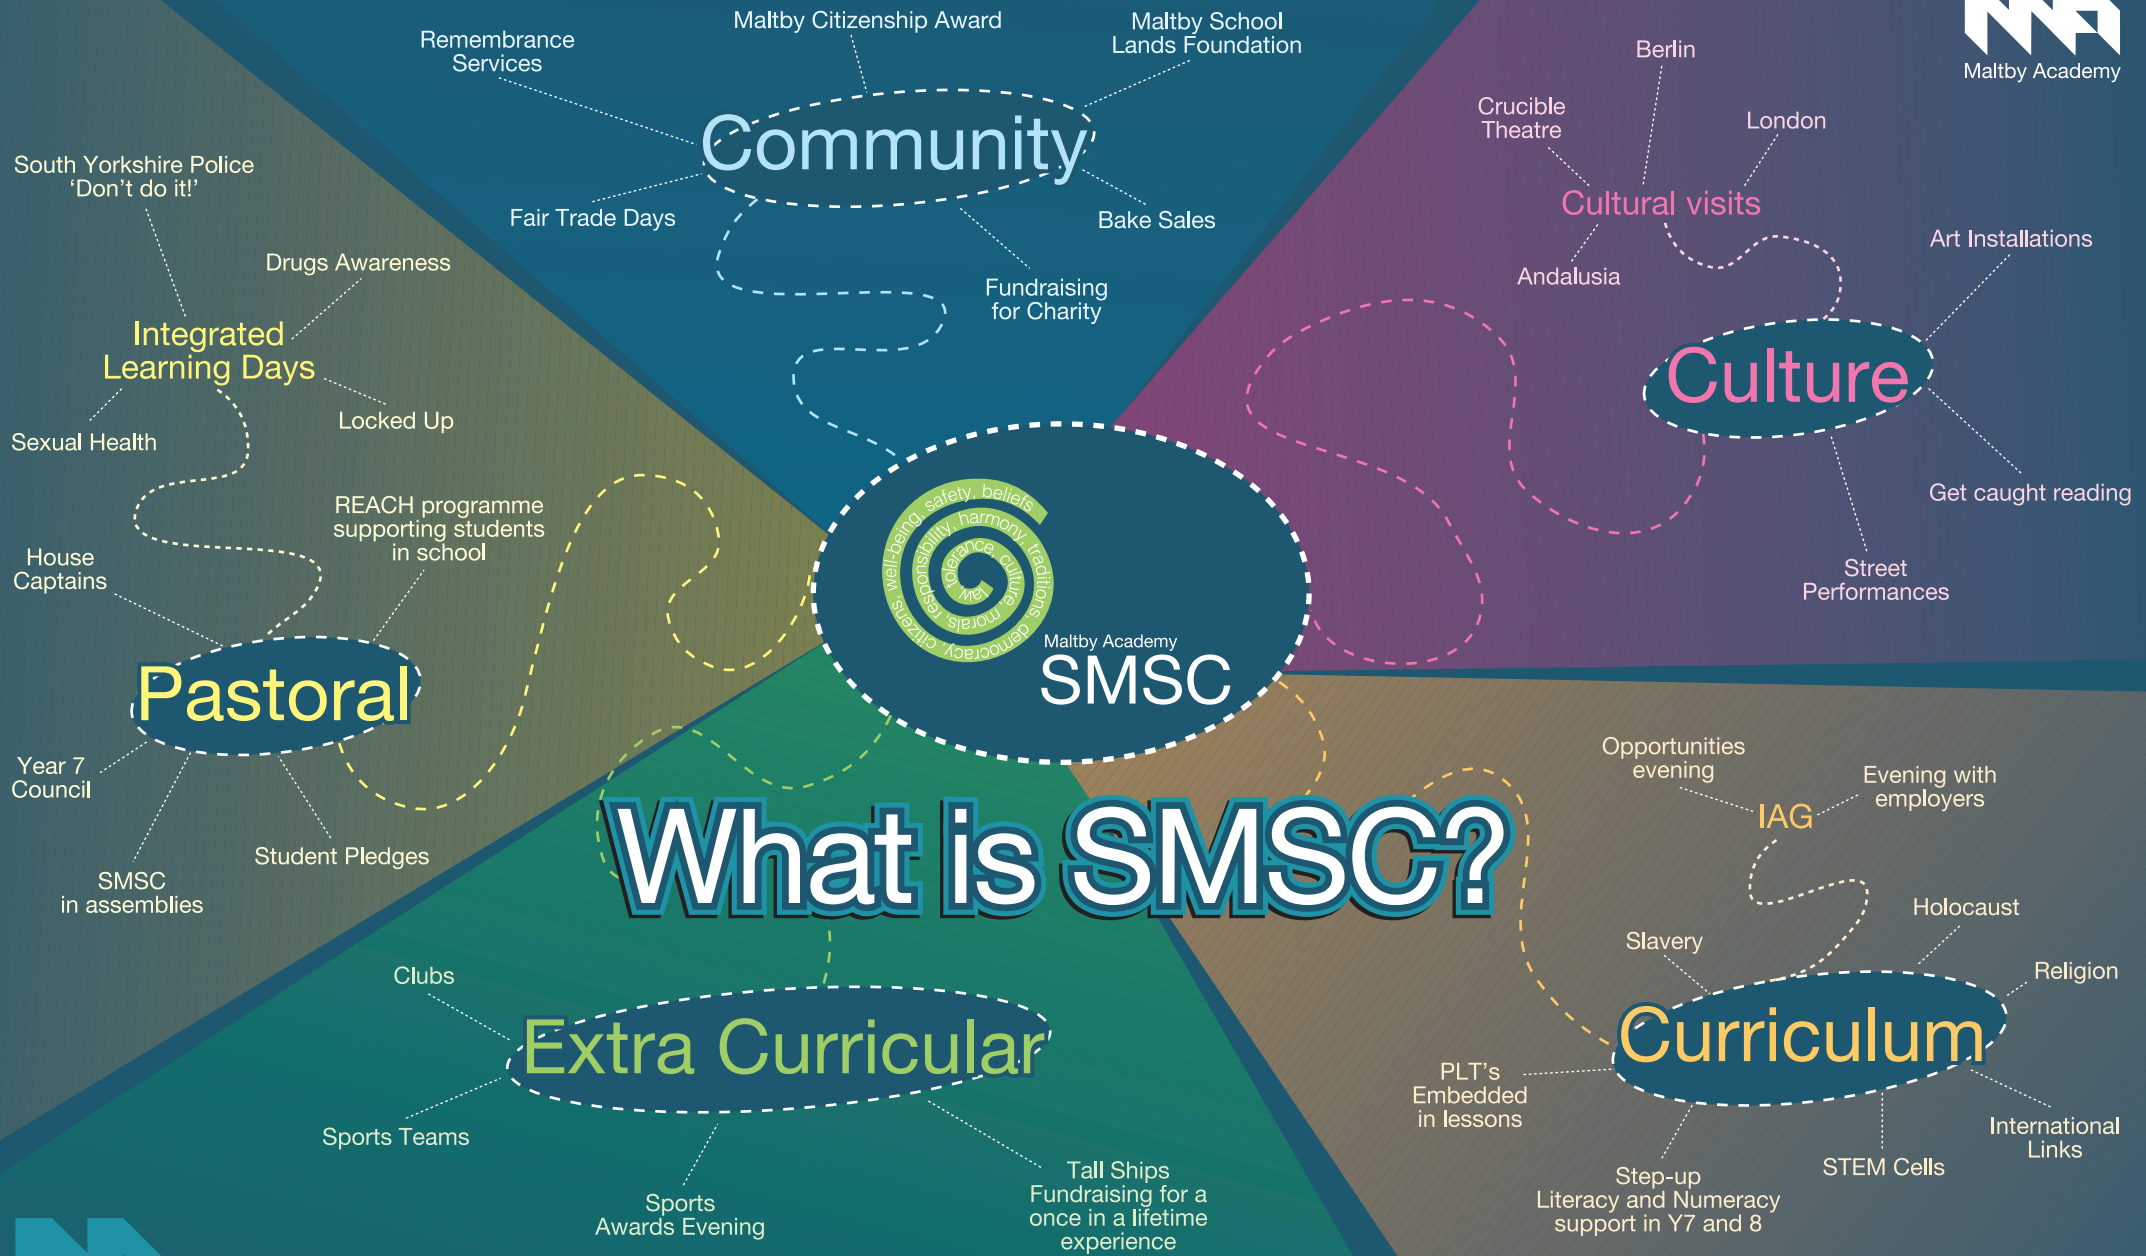 Maltby Citizenship Award
Maltby School
Lands Foundation
Remembrance
Services
Community
Fair Trade Days
Bake Sales
Fundraising
for Charity
Maltby Academy
Berlin
Crucible
Theatre
London
Cultural visits
Andalusia
Art Installations
Culture
Get caught reading
Street
Performances
South Yorkshire Police
‘Don’t do it!’
Drugs Awareness
Integrated
Learning Days
Locked Up
Sexual Health
REACH programme
supporting students
in school
House
Captains
Pastoral
Year 7
Council
SMSC
in assemblies
Student Pledges
law, tolerance, culture, morals, responsibility, harmony, traditions, democracy, citizens, well-being, safety, beliefs
Maltby Academy
SMSC
What is SMSC?
Clubs
Extra Curricular
Sports Teams
Sports
Awards Evening
Tall Ships
Fundraising for a
once in a lifetime
experience
Opportunities
evening
Evening with
employers
IAG
Holocaust
Slavery
Religion
Curriculum
PLT’s
Embedded
in lessons
Step-up
Literacy and Numeracy
support in Y7 and 8
STEM Cells
International
Links